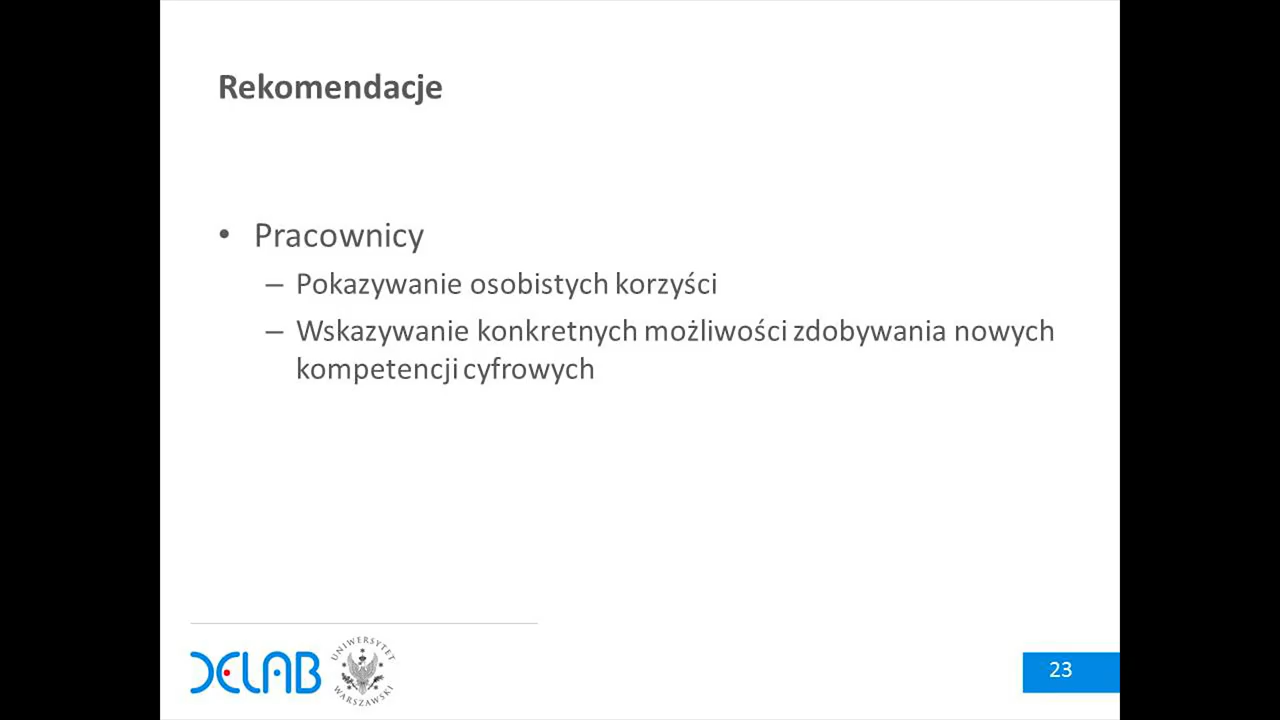 Rekomendacje
• Pracownicy
– Pokazywanie osobistych korzyści
– Wskazywanie konkretnych możliwości zdobywania nowych
kompetencji cyfrowych
DELAB
UNIWERSYTET
WARSZAWSKI
23